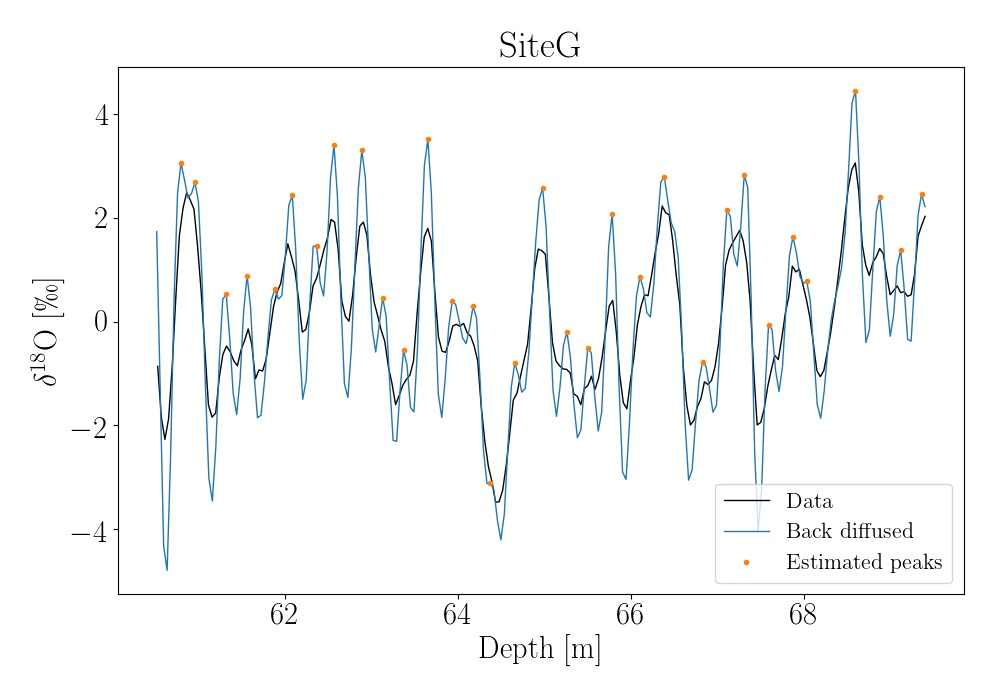 SiteG
4
2
0
−2
−4
δ¹⁸O [‰]
62
64
66
68
Depth [m]
Data
Back diffused
Estimated peaks